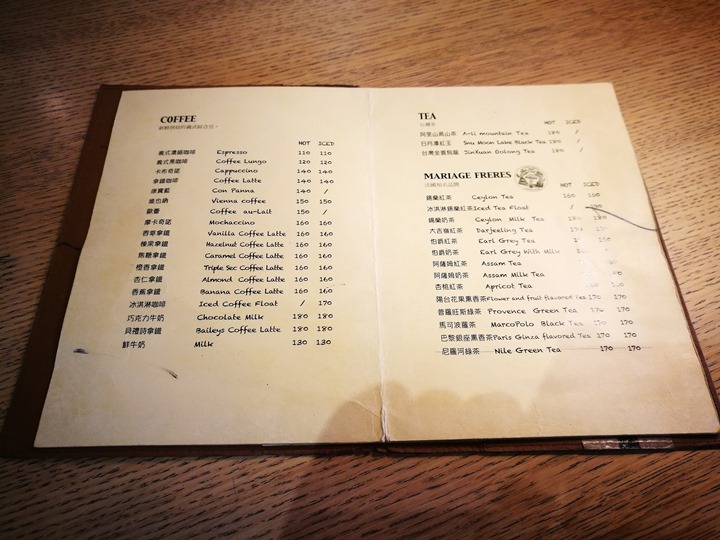 COFFEE
HOT ICED
義式濃縮咖啡 Espresso 110 110
義式黑咖啡 Coffee Lungo 120 120
卡布奇諾 Cappuccino 140 140
拿鐵咖啡 Coffee Latte 140 140
康寶藍 Con Panna 140 /
維也納 Vienna coffee 150 150
歐蕾 Coffee au-Lait 150 /
摩卡奇諾 Mochaccino 160 160
香草拿鐵 Vanilla Coffee Latte 160 160
榛果拿鐵 Hazelnut Coffee Latte 160 160
焦糖拿鐵 Caramel Coffee Latte 160 160
橙香拿鐵 Triple Sec Coffee Latte 160 160
杏仁拿鐵 Almond Coffee Latte 160 160
香蕉拿鐵 Banana Coffee Latte 160 160
冰淇淋咖啡 Iced Coffee Float / 170
巧克力牛奶 Chocolate Milk 180 180
貝禮詩拿鐵 Baileys Coffee Latte 180 180
鮮牛奶 Milk 130 130
TEA
台灣茶
HOT ICED
阿里山高山茶 A-li mountain Tea 180 /
日月潭紅玉 Sun Moon Lake Black Tea 180 /
台灣金萱烏龍 JinXuan Oolong Tea 180 /
MARIAGE FRERES
法國知名品牌
HOT ICED
錫蘭紅茶 Ceylon Tea 160 160
冰淇淋錫蘭紅茶 Iced Tea Float /
錫蘭奶茶 Ceylon Milk Tea 180 180
大吉嶺紅茶 Darjeeling Tea
伯爵紅茶 Earl Grey Tea
伯爵奶茶 Earl Grey With Milk
阿薩姆紅茶 Assam Tea
阿薩姆奶茶 Assam Milk Tea
杏桃紅茶 Apricot Tea
陽台花果薰香茶 Flower and fruit flavored Tea 170 170
普羅旺斯綠茶 Provence Green Tea 170 170
馬可波羅茶 MarcoPolo Black Tea 170 170
巴黎銀座薰香茶 Paris Ginza flavored Tea 170 170
尼羅河綠茶 Nile Green Tea 170 170